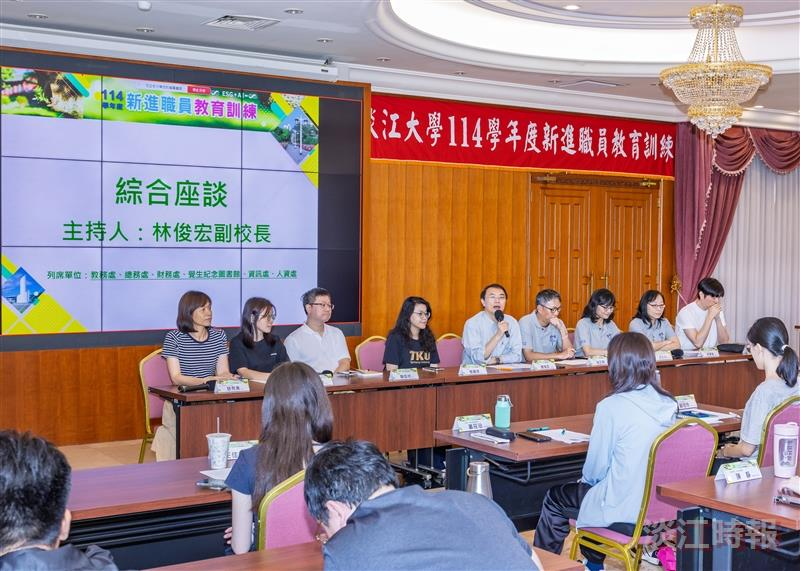 114
學年度
新進職員教育訓練
ESG+AI=∞
綜合座談
主持人：林俊宏副校長
列席單位：教務處、總務處、財務處、覺生紀念圖書館、資訊處、人資處
淡江大學114學年度新進職員教育訓練
TKU
淡江時報